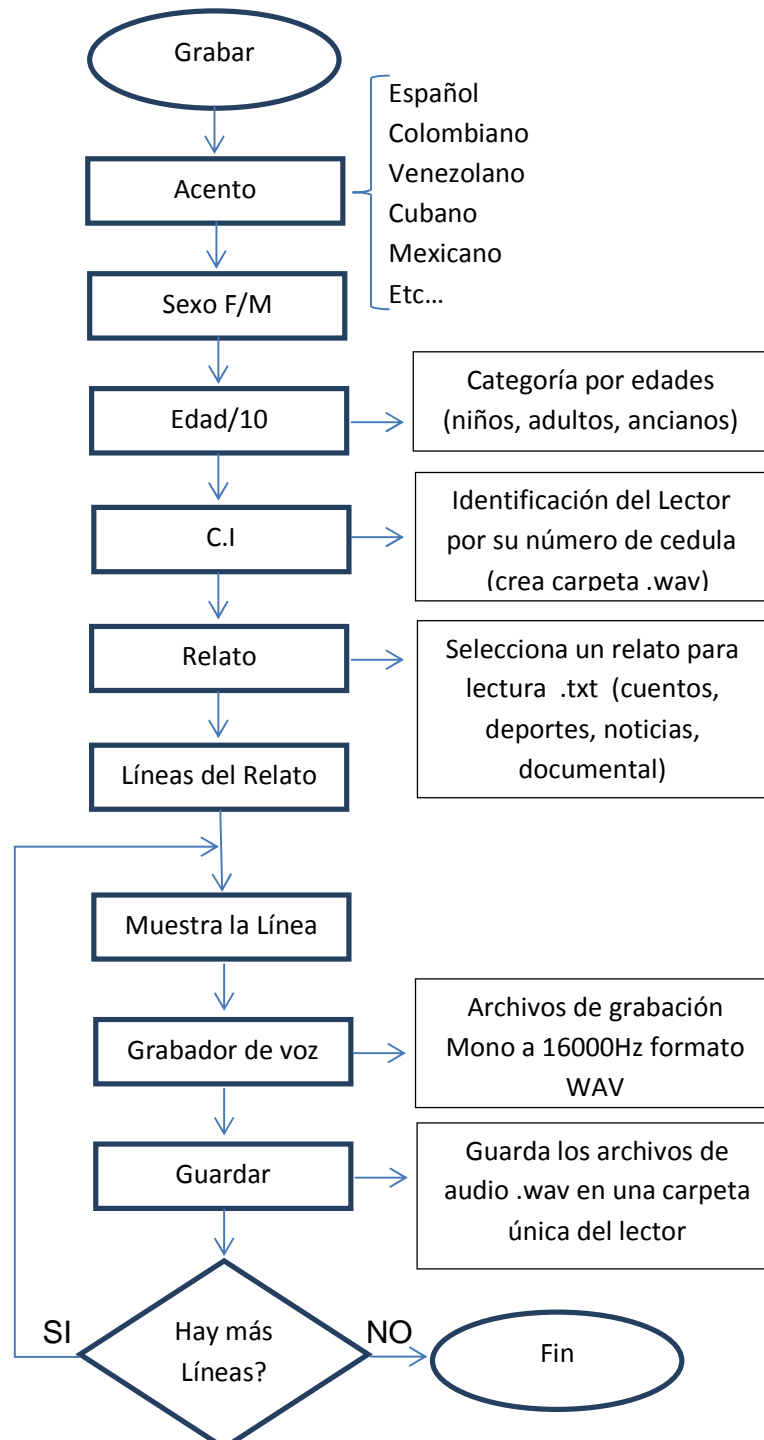 Grabar
Español
Colombiano
Venezolano
Cubano
Mexicano
Etc...
Acento
Sexo F/M
Edad/10
Categoría por edades
(niños, adultos, ancianos)
C.I
Identificación del Lector
por su número de cedula
(crea carpeta .wav)
Relato
Selecciona un relato para
lectura .txt (cuentos,
deportes, noticias,
documental)
Líneas del Relato
Muestra la Línea
Grabador de voz
Archivos de grabación
Mono a 16000Hz formato
WAV
Guardar
Guarda los archivos de
audio .wav en una carpeta
única del lector
Hay más
Líneas?
SI
NO
Fin